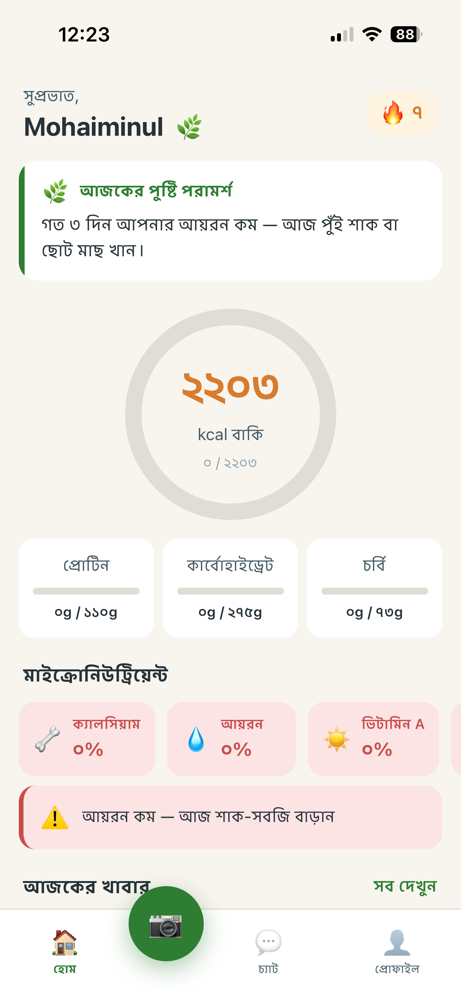 12:23
88
সুপ্রভাত,
Mohaiminul
৭
আজকের পুষ্টি পরামর্শ
গত ৩ দিন আপনার আয়রন কম — আজ পুঁই শাক বা
ছোট মাছ খান।
২২০৩
kcal বাকি
০ / ২২০৩
প্রোটিন
০g / ১১০g
কার্বোহাইড্রেট
০g / ২৭৫g
চর্বি
০g / ৭৩g
মাইক্রোনিউট্রিয়েন্ট
ক্যালসিয়াম
০%
আয়রন
০%
ভিটামিন A
০%
আয়রন কম — আজ শাক-সবজি বাড়ান
আজকের খাবার
সব দেখুন
হোম
চ্যাট
প্রোফাইল